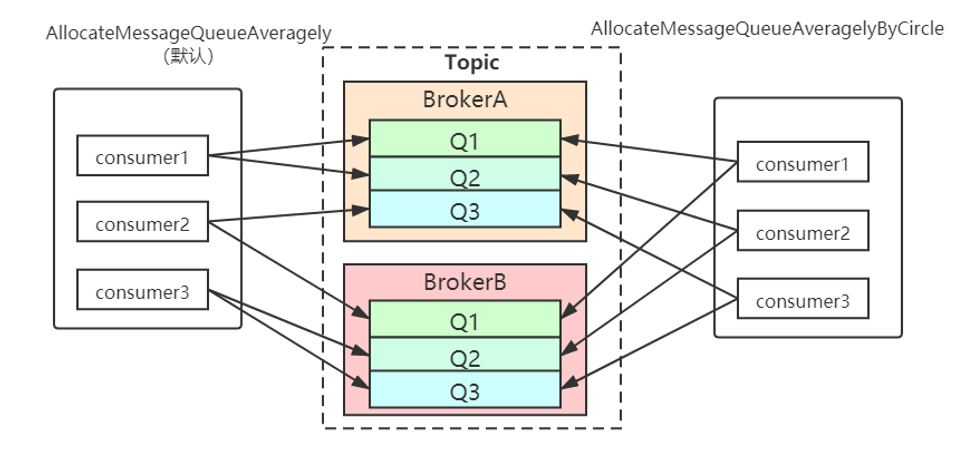 AllocateMessageQueueAveragely
（默认）
consumer1
consumer2
consumer3
Topic
BrokerA
Q1
Q2
Q3
BrokerB
Q1
Q2
Q3
AllocateMessageQueueAveragelyByCircle
consumer1
consumer2
consumer3